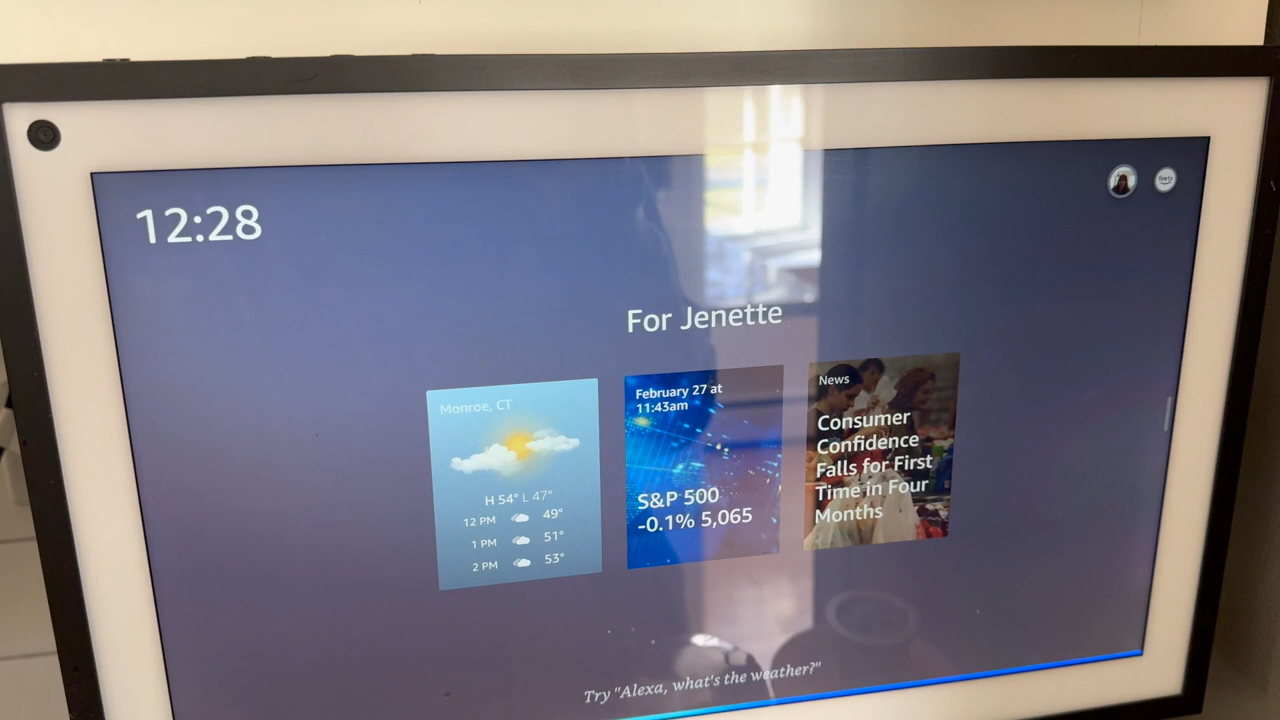 12:28
fire tv
For Jenette
Monroe, CT
H 54° L 47°
12 PM 49°
1 PM 51°
2 PM 53°
February 27 at
11:43am
S&P 500
-0.1% 5,065
News
Consumer
Confidence
Falls for First
Time in Four
Months
Try "Alexa, what's the weather?"